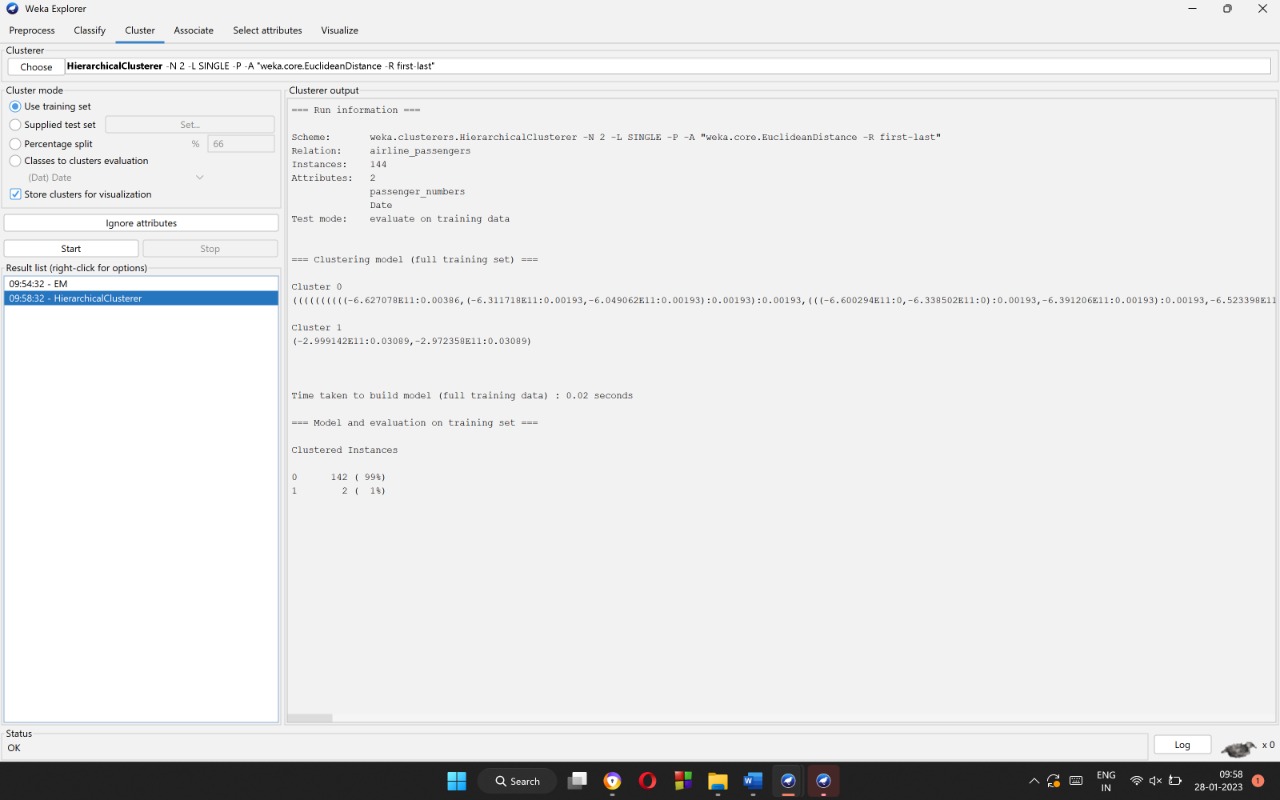 Weka Explorer
Preprocess Classify Cluster Associate Select attributes Visualize
Clusterer
Choose HierarchicalClusterer -N 2 -L SINGLE -P -A "weka.core.EuclideanDistance -R first-last"
Cluster mode
Use training set
Supplied test set Set...
Percentage split % 66
Classes to clusters evaluation
(Dat) Date
Store clusters for visualization
Ignore attributes
Start Stop
Result list (right-click for options)
09:54:32 - EM
09:58:32 - HierarchicalClusterer
Clusterer output
=== Run information ===
Scheme: weka.clusterers.HierarchicalClusterer -N 2 -L SINGLE -P -A "weka.core.EuclideanDistance -R first-last"
Relation: airline_passengers
Instances: 144
Attributes: 2
passenger_numbers
Date
Test mode: evaluate on training data
=== Clustering model (full training set) ===
Cluster 0
((((((((((-6.627078E11:0.00386,(-6.311718E11:0.00193,-6.049062E11:0.00193):0.00193):0.00193,(((-6.600294E11:0,-6.338502E11:0):0.00193,-6.391206E11:0.00193):0.00193,-6.523398E11
Cluster 1
(-2.999142E11:0.03089,-2.972358E11:0.03089)
Time taken to build model (full training data) : 0.02 seconds
=== Model and evaluation on training set ===
Clustered Instances
0 142 ( 99%)
1 2 ( 1%)
Status
OK
Log x 0
Search
ENG
IN
09:58
28-01-2023
1